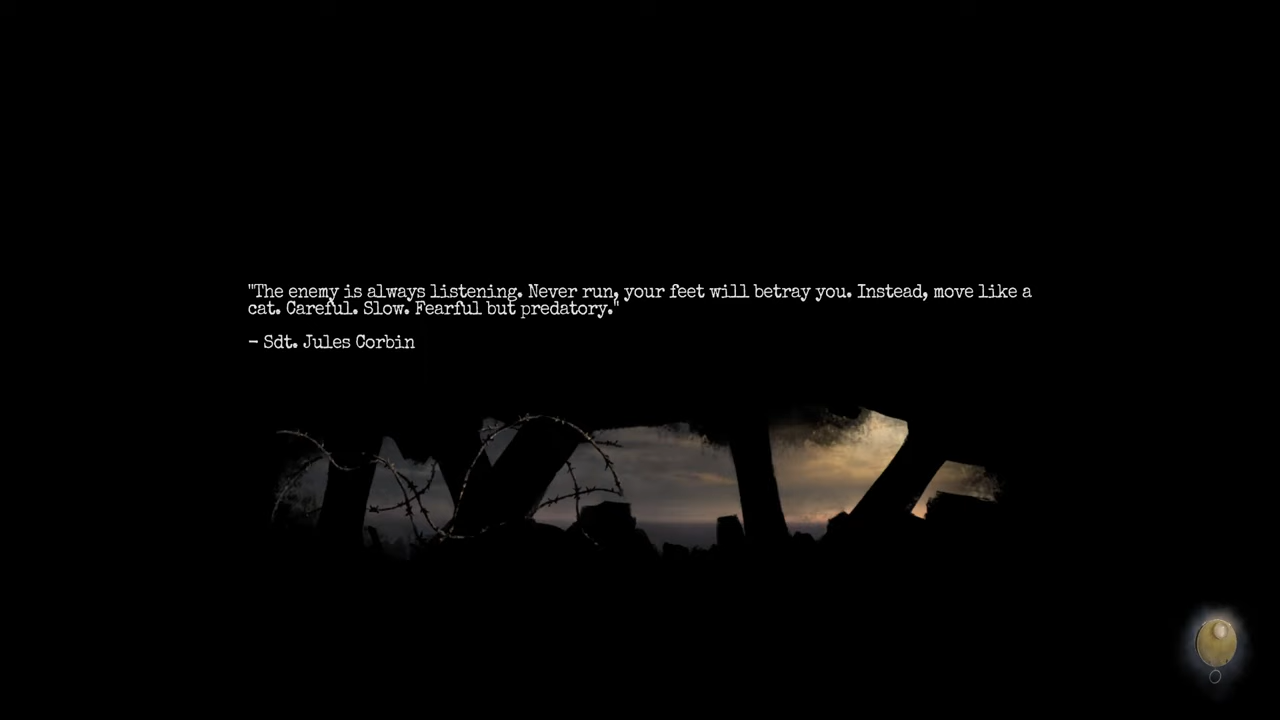 "The enemy is always listening. Never run, your feet will betray you. Instead, move like a
cat. Careful. Slow. Fearful but predatory."
- Sdt. Jules Corbin